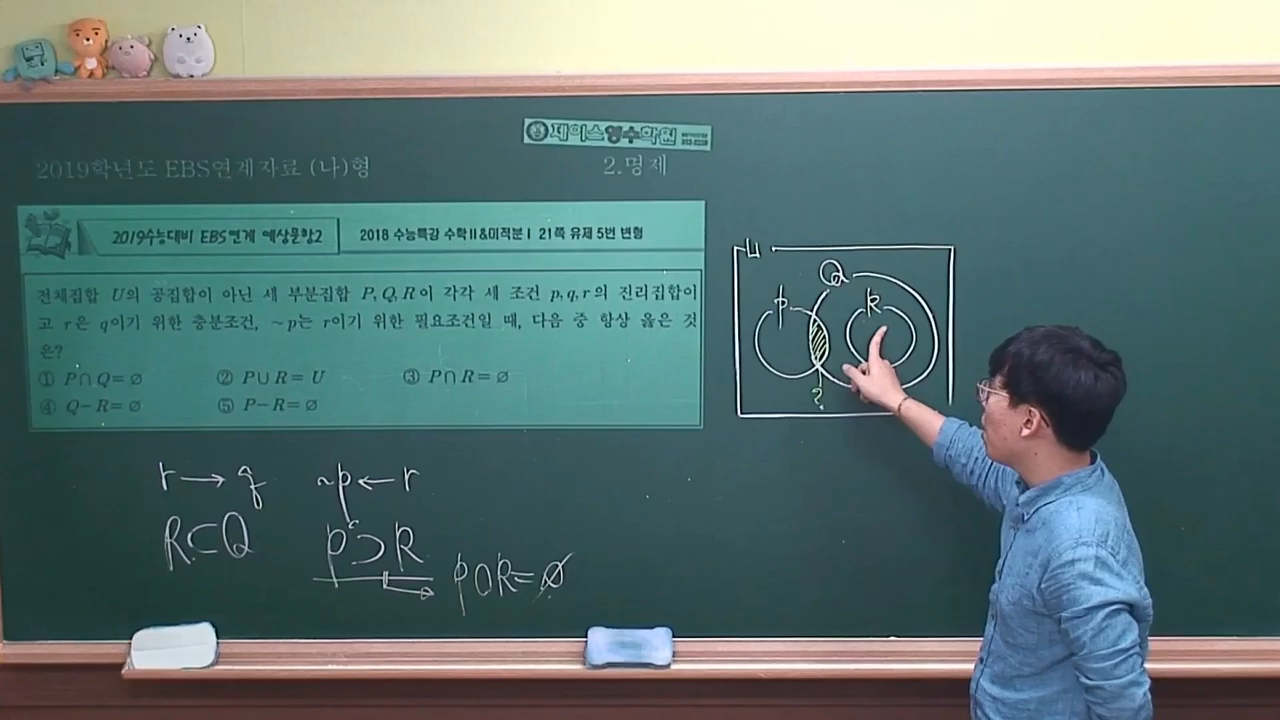 제이스영수학원
2019학년도 EBS연계자료 (나)형
2.명제
2019수능대비 EBS연계 예상문항2
2018 수능특강 수학Ⅱ&미적분Ⅰ 21쪽 유제 5번 변형
전체집합 U의 공집합이 아닌 세 부분집합 P, Q, R이 각각 세 조건 p, q, r의 진리집합이
고 r은 q이기 위한 충분조건, ~p는 r이기 위한 필요조건일 때, 다음 중 항상 옳은 것
은?
① P∩Q=∅ ② P∪R=U ③ P∩R=∅
④ Q-R=∅ ⑤ P-R=∅
U
Q
P
R
?
r→q ~p←r
R⊂Q Pᶜ⊃R
P∩R=∅